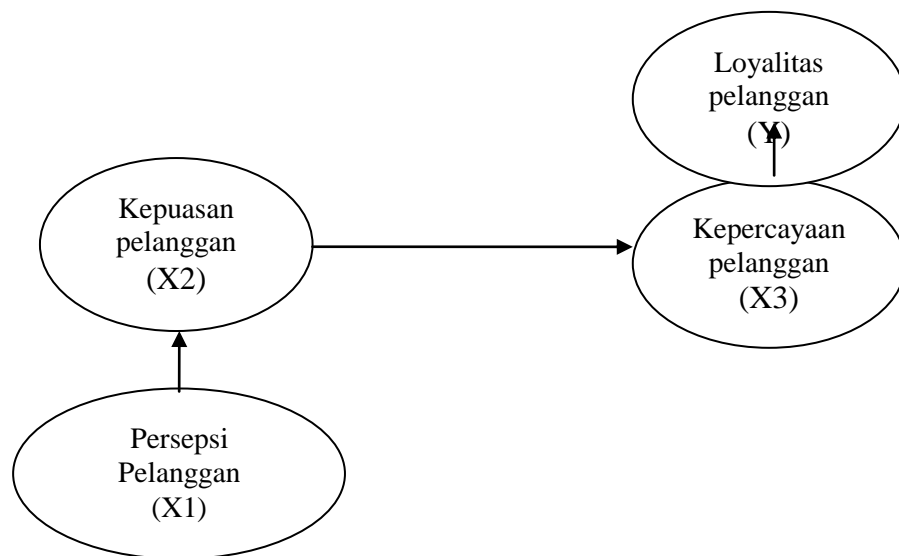 Loyalitas
pelanggan
(Y)
Kepuasan
pelanggan
(X2)
Kepercayaan
pelanggan
(X3)
Persepsi
Pelanggan
(X1)